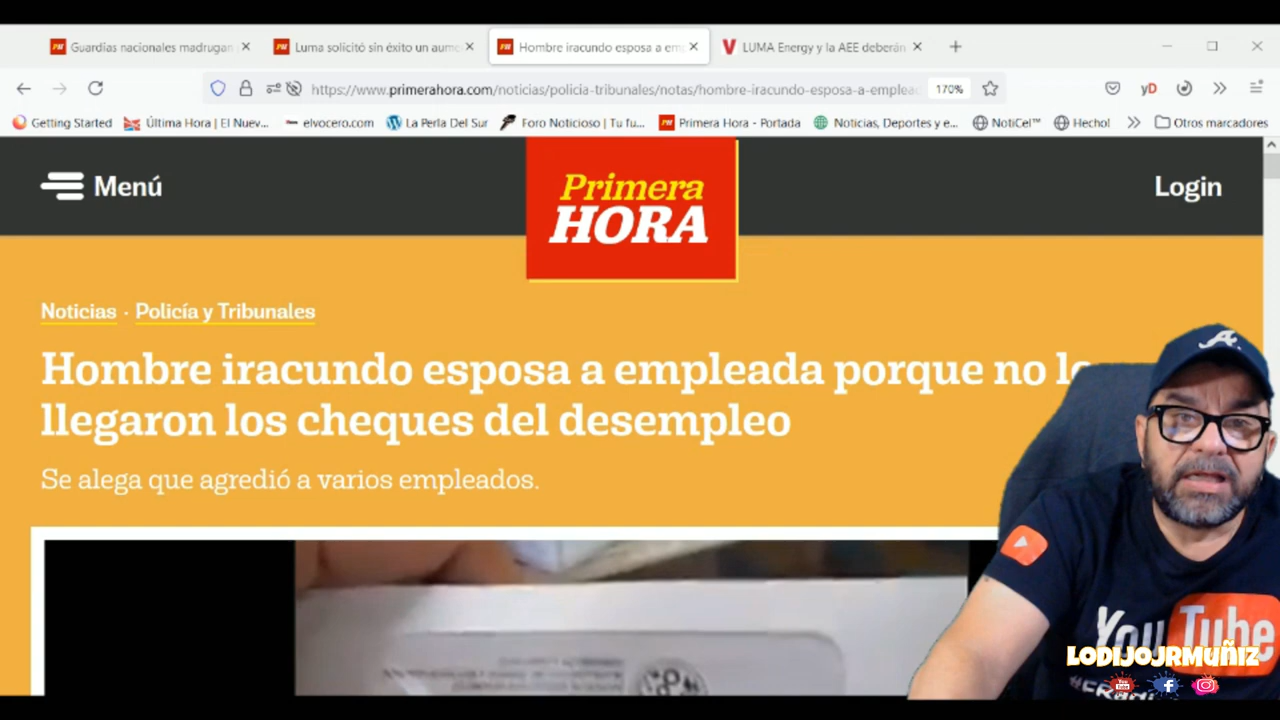 Guardias nacionales madrugan
Luma solicitó sin éxito un aume
Hombre iracundo esposa a em
LUMA Energy y la AEE deberán
https://www.primerahora.com/noticias/policia-tribunales/notas/hombre-iracundo-esposa-a-emplea
170%
yD
Getting Started
Última Hora | El Nuev...
elvocero.com
La Perla Del Sur
Foro Noticioso | Tu fu...
Primera Hora - Portada
Noticias, Deportes y e...
NotiCel™
Hechol
Otros marcadores
Menú
Primera
HORA
Login
Noticias · Policía y Tribunales
Hombre iracundo esposa a empleada porque no
llegaron los cheques del desempleo
Se alega que agredió a varios empleados.
YouTube
LODIJOJRMUÑIZ